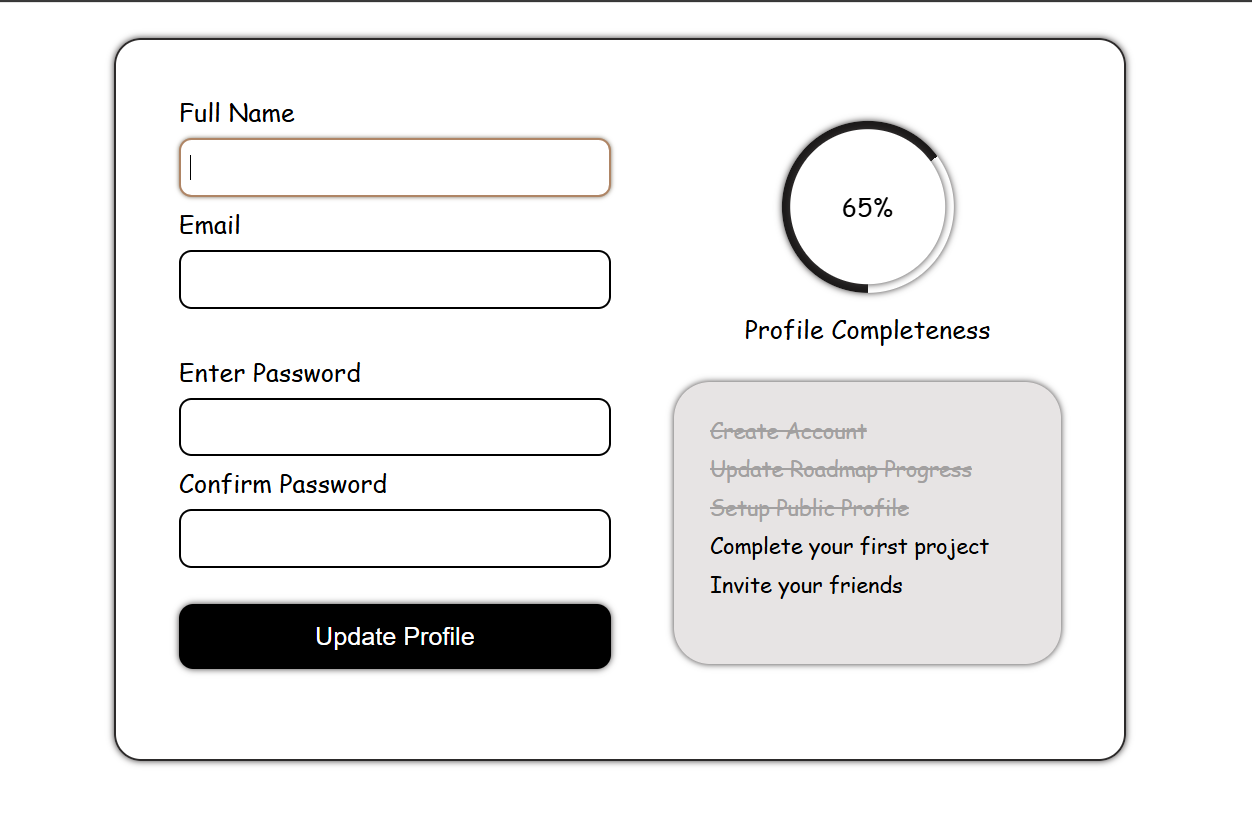 Full Name
Email
Enter Password
Confirm Password
Update Profile
65%
Profile Completeness
Create Account
Update Roadmap Progress
Setup Public Profile
Complete your first project
Invite your friends